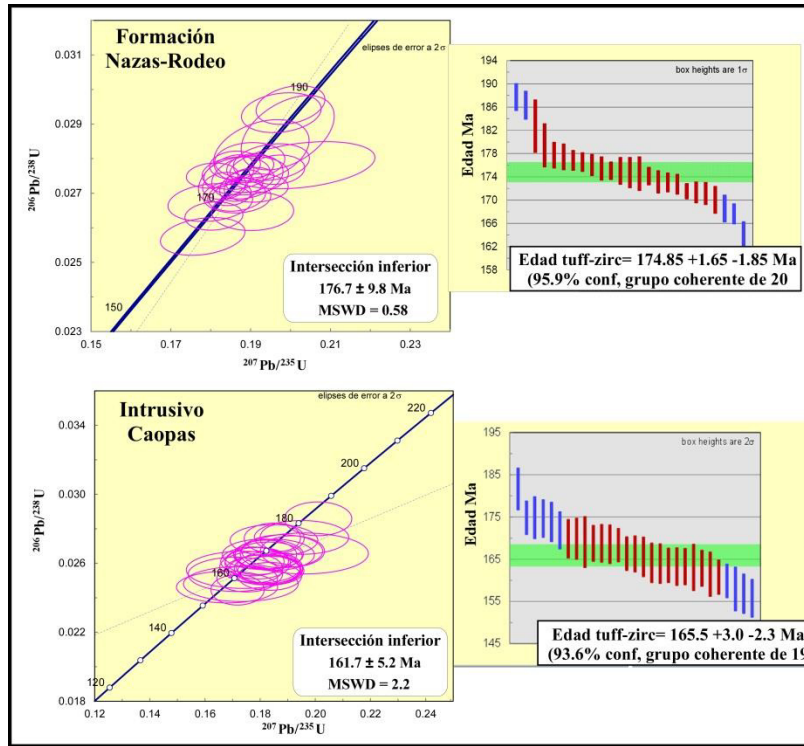 Formación
Nazas-Rodeo
elipses de error a 2σ
0.031
0.029
0.027
0.025
0.023
206Pb/238U
190
170
150
Intersección inferior
176.7 ± 9.8 Ma
MSWD = 0.58
0.15
0.17
0.19
0.21
0.23
207Pb/235U
box heights are 1σ
194
190
186
182
178
174
170
166
162
158
Edad Ma
Edad tuff-zirc= 174.85 +1.65 -1.85 Ma
(95.9% conf, grupo coherente de 20
Intrusivo
Caopas
elipses de error a 2σ
0.034
0.030
0.026
0.022
0.018
206Pb/238U
220
200
180
160
140
120
Intersección inferior
161.7 ± 5.2 Ma
MSWD = 2.2
0.12
0.14
0.16
0.18
0.20
0.22
0.24
207Pb/235U
box heights are 2σ
195
185
175
165
155
145
Edad Ma
Edad tuff-zirc= 165.5 +3.0 -2.3 Ma
(93.6% conf, grupo coherente de 19